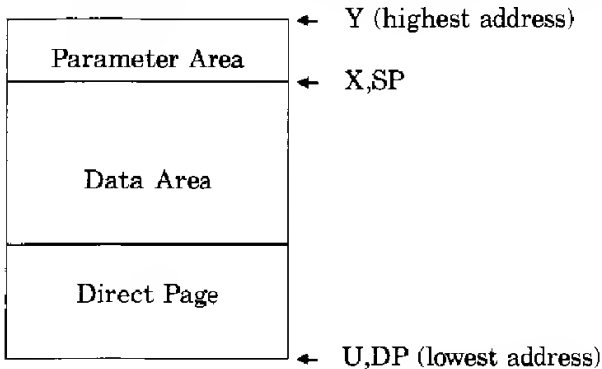 Y (highest address)
Parameter Area
X,SP
Data Area
Direct Page
U,DP (lowest address)